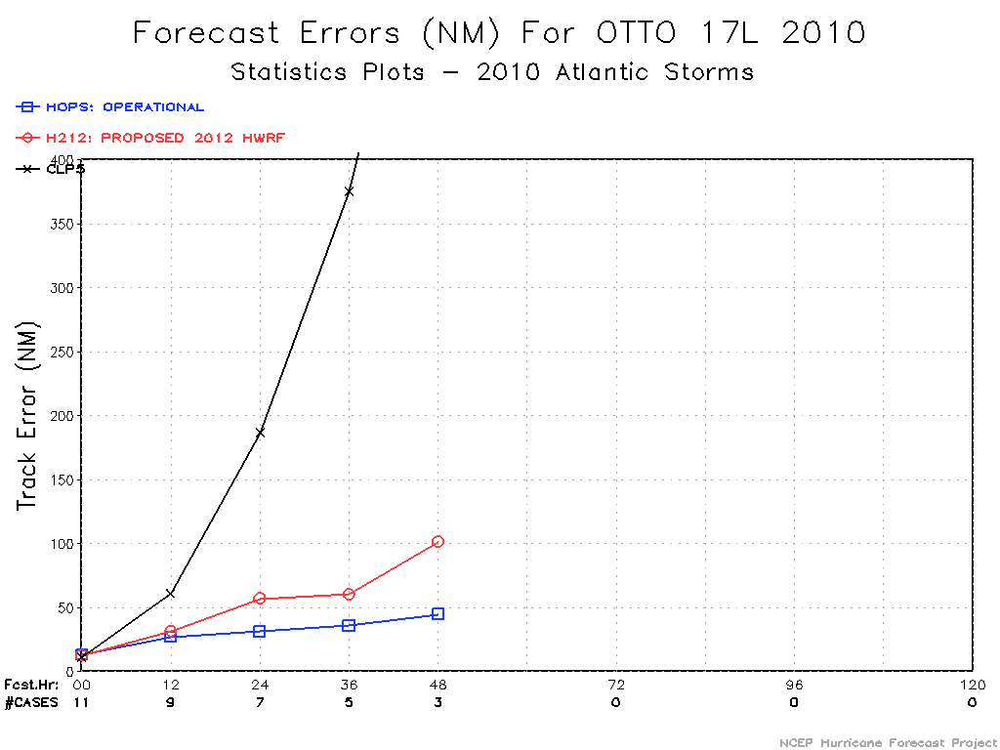 Forecast Errors (NM) For OTTO 17L 2010
Statistics Plots - 2010 Atlantic Storms
HOPS: OPERATIONAL
H212: PROPOSED 2012 HWRF
CLP5
400
350
300
250
200
150
100
50
0
Track Error (NM)
Fcst.Hr: 00 12 24 36 48 72 96 120
#CASES 11 9 7 5 3 0 0 0
NCEP Hurricane Forecast Project